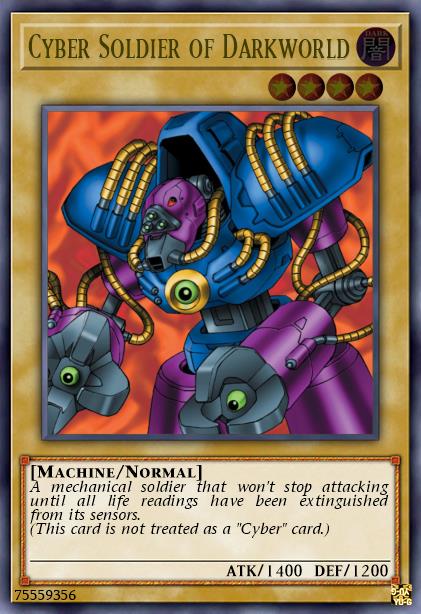 CYBER SOLDIER OF DARKWORLD
DARK
闇
[MACHINE/NORMAL]
A mechanical soldier that won't stop attacking
until all life readings have been extinguished
from its sensors.
(This card is not treated as a "Cyber" card.)
ATK/1400 DEF/1200
75559356